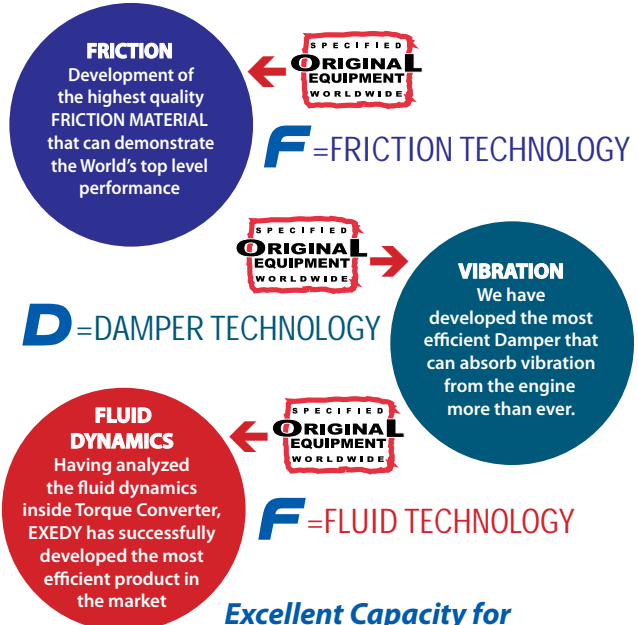 FRICTION
Development of
the highest quality
FRICTION MATERIAL
that can demonstrate
the World's top level
performance
SPECIFIED
ORIGINAL
EQUIPMENT
WORLDWIDE
F=FRICTION TECHNOLOGY
SPECIFIED
ORIGINAL
EQUIPMENT
WORLDWIDE
D=DAMPER TECHNOLOGY
VIBRATION
We have
developed the most
efficient Damper that
can absorb vibration
from the engine
more than ever.
FLUID
DYNAMICS
Having analyzed
the fluid dynamics
inside Torque Converter,
EXEDY has successfully
developed the most
efficient product in
the market
SPECIFIED
ORIGINAL
EQUIPMENT
WORLDWIDE
F=FLUID TECHNOLOGY
Excellent Capacity for